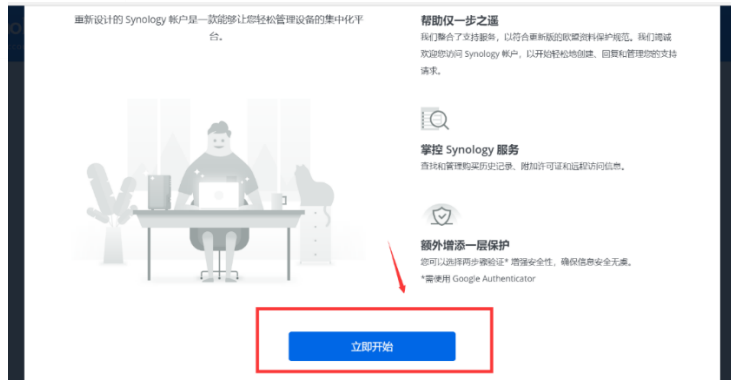 重新设计的 Synology 帐户是一款能够让您轻松管理设备的集中化平
台。
帮助仅一步之遥
我们整合了支持服务，以符合更新版的欧盟资料保护规范。我们竭诚
欢迎您访问 Synology 帐户，以开始轻松地创建、回复和管理您的支持
请求。
掌控 Synology 服务
查找和管理购买历史记录、附加许可证和远程访问信息。
额外增添一层保护
您可以选择两步骤验证* 增强安全性，确保信息安全无虞。
*需使用 Google Authenticator
立即开始